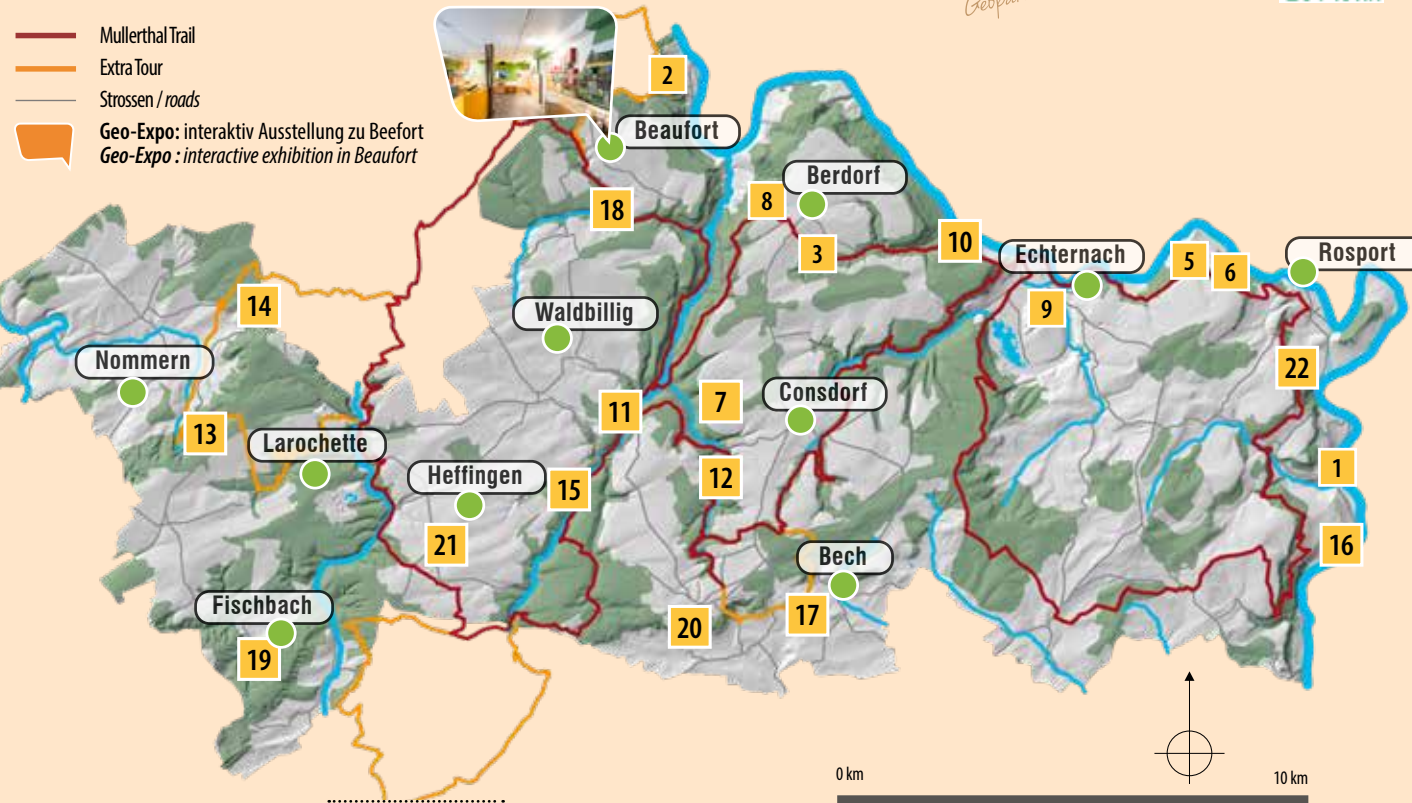 Geopar
Mullerthal Trail
Extra Tour
Strossen / roads
Geo-Expo: interaktiv Ausstellung zu Beefort
Geo-Expo : interactive exhibition in Beaufort
2
Beaufort
Berdorf
8
18
3
10
Echternach
5
6
Rosport
9
14
Waldbillig
Nommern
22
Consdorf
7
11
13
Larochette
Heffingen
15
12
1
21
16
Bech
Fischbach
17
20
19
0 km
10 km